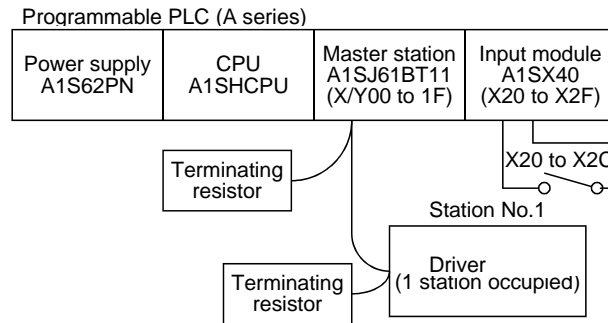 Programmable PLC (A series)
Power supply
A1S62PN
CPU
A1SHCPU
Master station
A1SJ61BT11
(X/Y00 to 1F)
Input module
A1SX40
(X20 to X2F)
X20 to X2C
Terminating
resistor
Station No.1
Driver
(1 station occupied)
Terminating
resistor